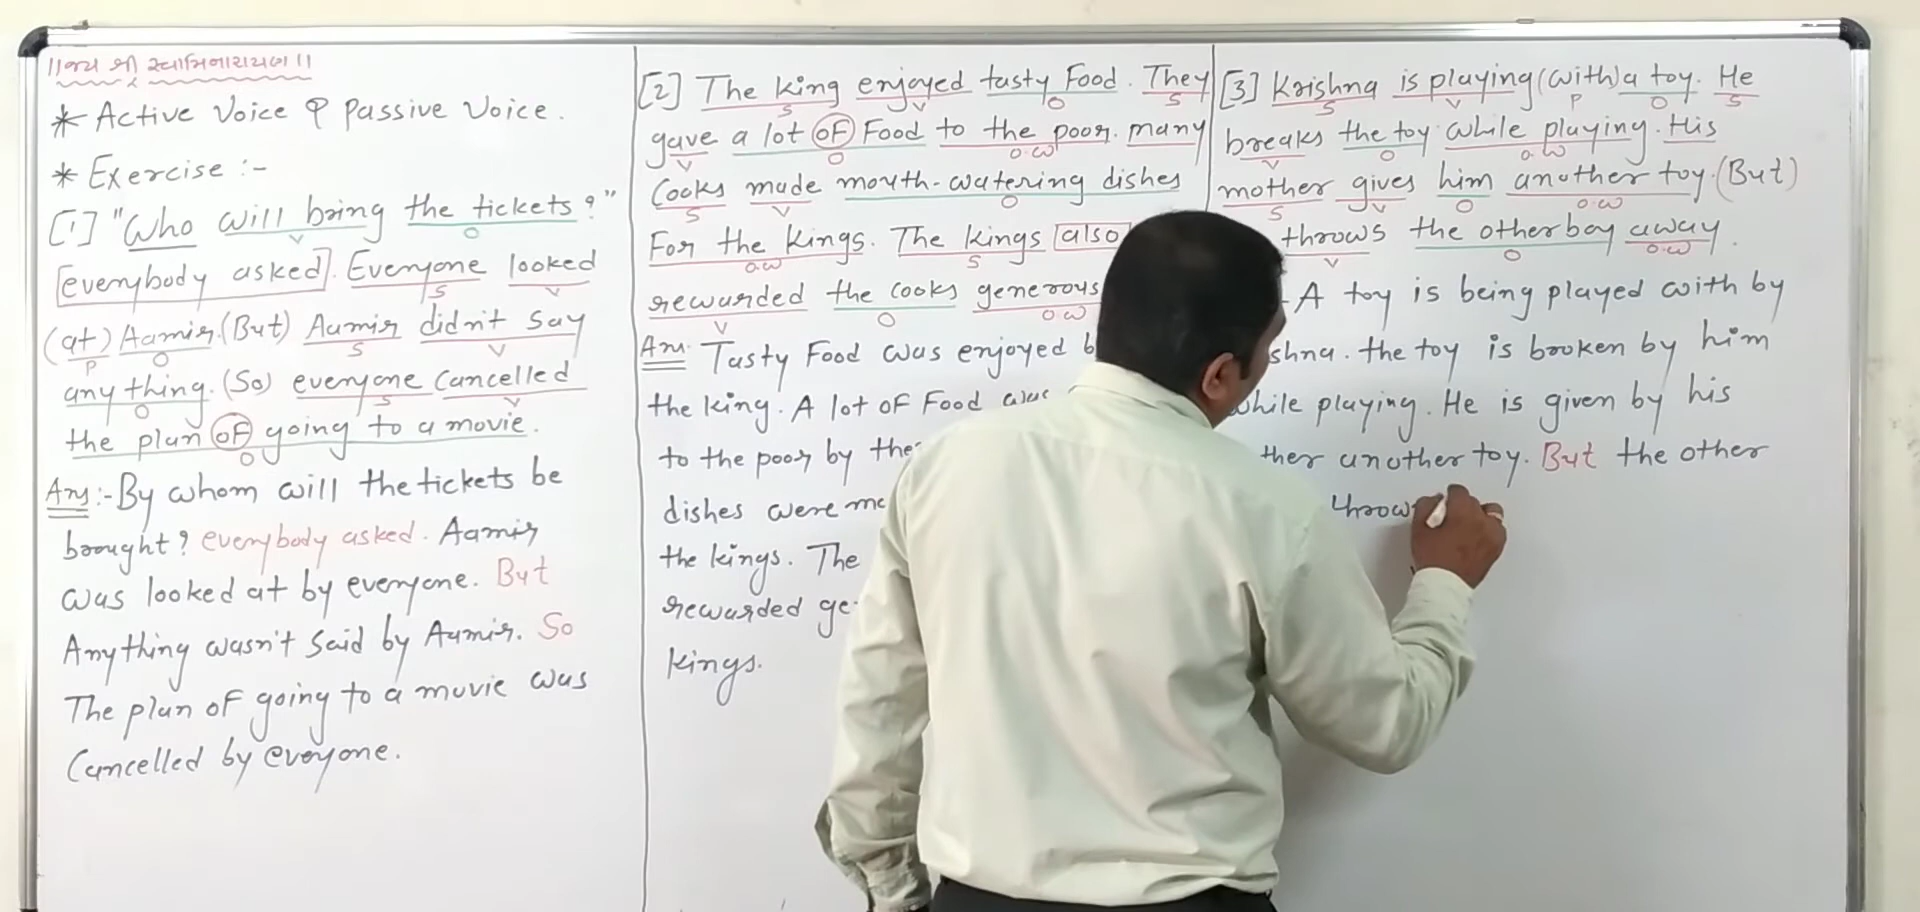 ॥જય શ્રી સ્વામિનારાયણ॥
* Active Voice & Passive Voice.
* Exercise :-
[1] "Who will bring the tickets?"
V O
[everybody asked]. Everyone looked
S V
(at) Aamir. (But) Aamir didn't say
P O S V
any thing. (So) everyone cancelled
O S V
the plan of going to a movie.
O
Ans:- By whom will the tickets be
brought? everybody asked. Aamir
was looked at by everyone. But
Anything wasn't said by Aamir. So
The plan of going to a movie was
Cancelled by everyone.
[2] The king enjoyed tasty Food. They
S V O S
gave a lot of Food to the poor. many
V O O.W
Cooks made mouth-watering dishes
S V O
For the kings. The kings also
O.W S
rewarded the cooks generous
V O O.W
Ans. Tasty Food was enjoyed
the king. A lot of Food
to the poor by
dishes were
the kings. The
rewarded
kings.
[3] Krishna is playing (with) a toy. He
S V P O S
breaks the toy while playing. His
V O O.W
mother gives him another toy. (But)
S V O O.W
throws the other boy away.
V O O.W
A toy is being played with by
the toy is broken by him
while playing. He is given by his
another toy. But the other